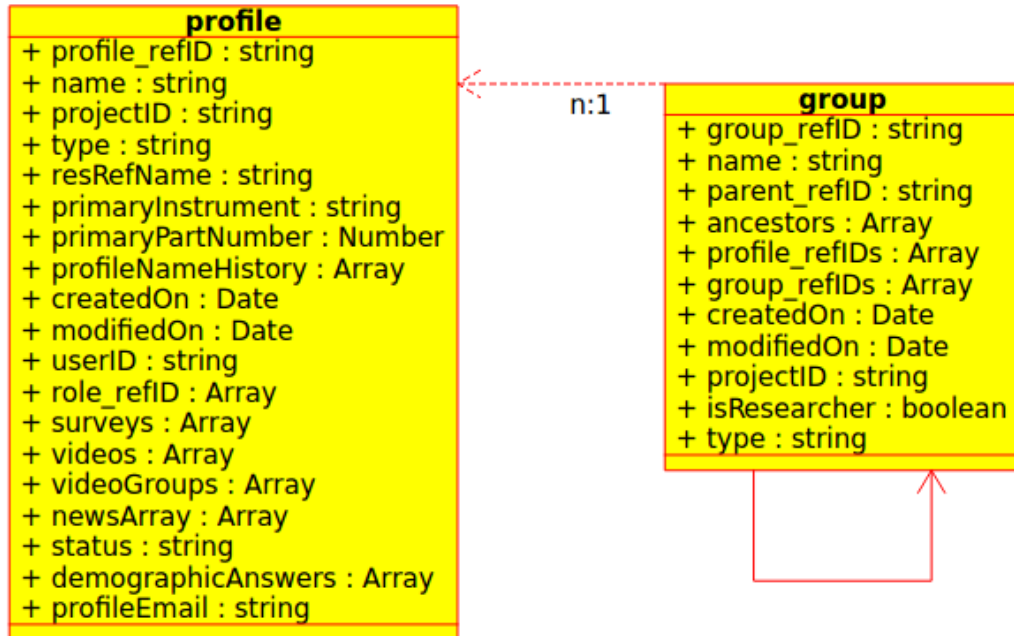 profile
+ profile_refID : string
+ name : string
+ projectID : string
+ type : string
+ resRefName : string
+ primaryInstrument : string
+ primaryPartNumber : Number
+ profileNameHistory : Array
+ createdOn : Date
+ modifiedOn : Date
+ userID : string
+ role_refID : Array
+ surveys : Array
+ videos : Array
+ videoGroups : Array
+ newsArray : Array
+ status : string
+ demographicAnswers : Array
+ profileEmail : string
n:1
group
+ group_refID : string
+ name : string
+ parent_refID : string
+ ancestors : Array
+ profile_refIDs : Array
+ group_refIDs : Array
+ createdOn : Date
+ modifiedOn : Date
+ projectID : string
+ isResearcher : boolean
+ type : string